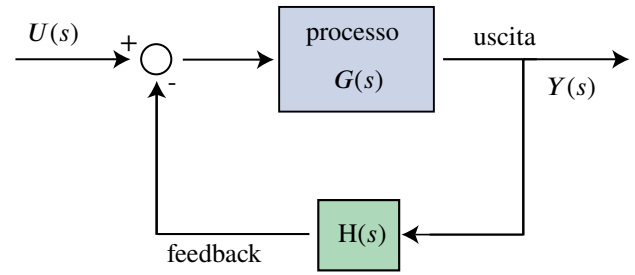 U(s)
+
-
processo
G(s)
uscita
Y(s)
H(s)
feedback